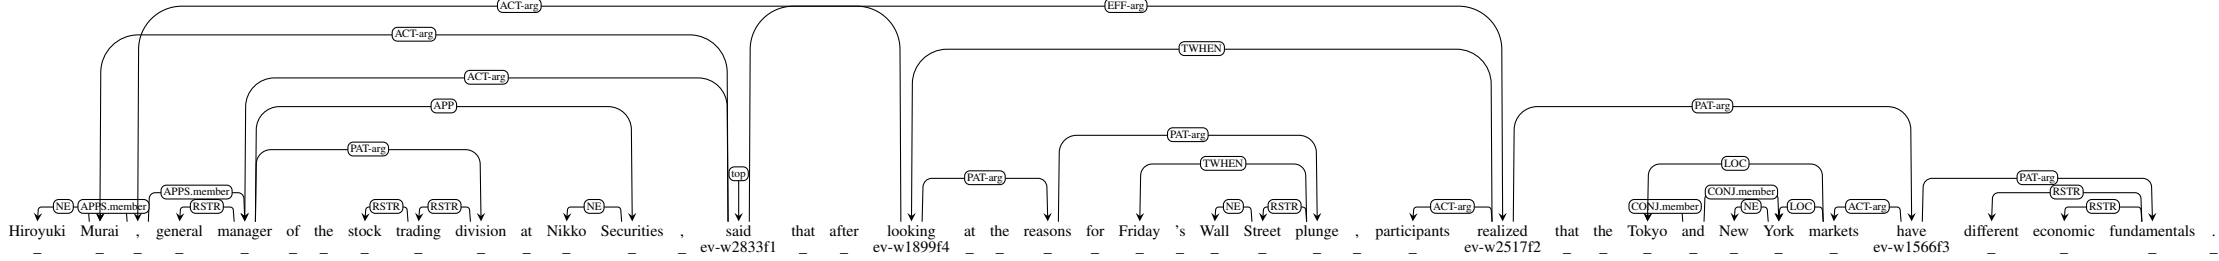 ACT-arg EFF-arg
ACT-arg
TWHEN
ACT-arg
APP PAT-arg
PAT-arg
PAT-arg
TWHEN LOC
top
PAT-arg PAT-arg
APPS.member CONJ.member RSTR
NE APPS.member RSTR RSTR RSTR NE NE RSTR ACT-arg CONJ.member NE LOC ACT-arg RSTR
Hiroyuki Murai , general manager of the stock trading division at Nikko Securities , said that after looking at the reasons for Friday 's Wall Street plunge , participants realized that the Tokyo and New York markets have different economic fundamentals .
_ _ _ _ _ _ _ _ _ _ _ _ _ _ ev-w2833f1 _ _ ev-w1899f4 _ _ _ _ _ _ _ _ _ _ _ ev-w2517f2 _ _ _ _ _ _ _ ev-w1566f3 _ _ _ _